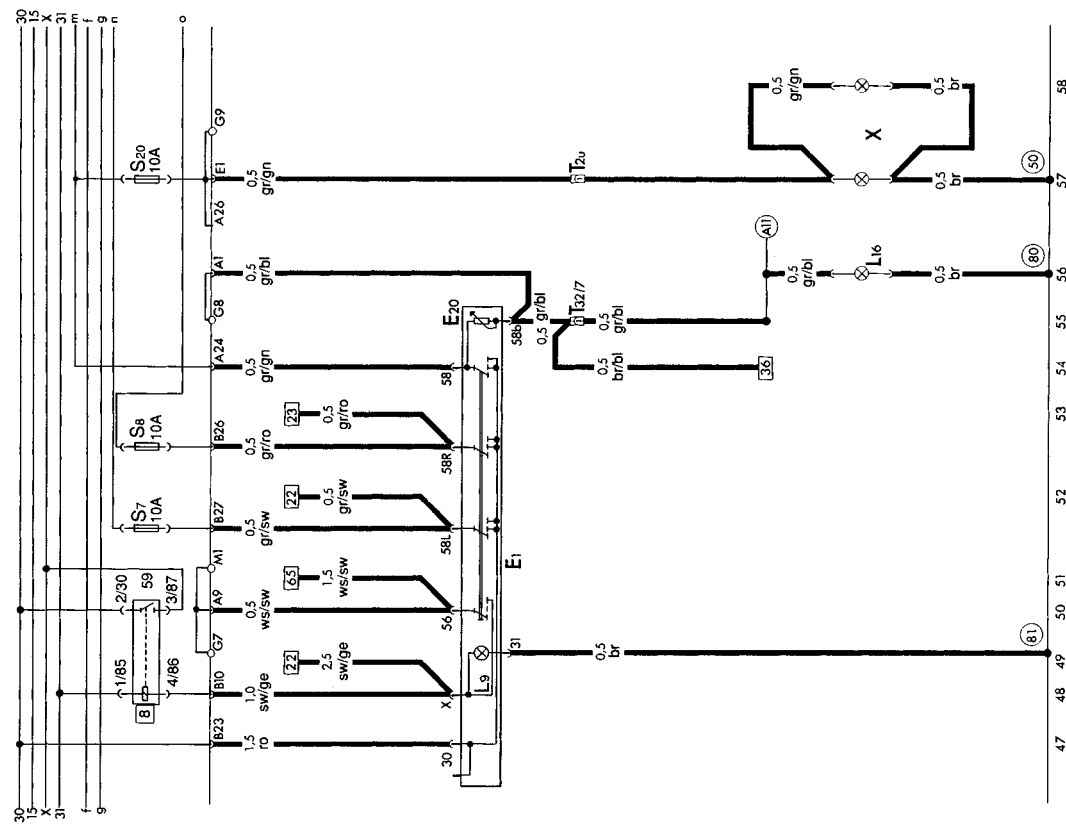 30
15
X
31
f
g
30
15
X
31
m
f
g
n
o
8
1/85
2/30
59
4/86
3/87
S7
10A
S8
10A
S20
10A
B23
B10
G7
A9
M1
B27
B26
A24
G8
A1
A26
E1
G9
1,5
ro
1,0
sw/ge
22
2,5
sw/ge
0,5
ws/sw
65
1,5
ws/sw
0,5
gr/sw
22
0,5
gr/sw
0,5
gr/ro
23
0,5
gr/ro
0,5
gr/gn
0,5
gr/bl
0,5
gr/gn
30
X
56
58L
58R
58
E20
L9
31
E1
58b
0,5
br
0,5
gr/bl
T32/7
0,5
br/bl
0,5
gr/bl
36
A11
T2u
0,5
gr/bl
L16
0,5
br
0,5
gr/gn
X
0,5
br
0,5
br
81
80
50
47
48
49
50
51
52
53
54
55
56
57
58